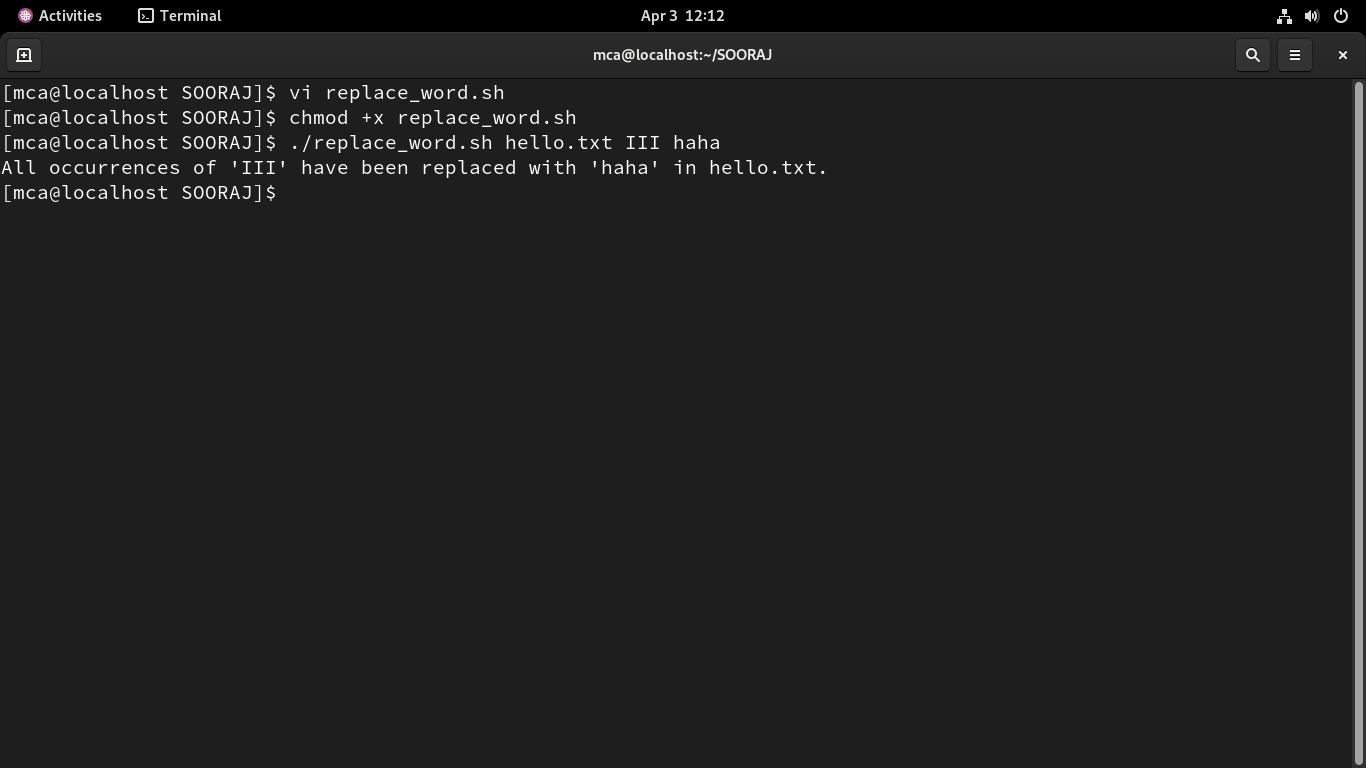 Activities Terminal Apr 3 12:12
mca@localhost:~/SOORAJ
[mca@localhost SOORAJ]$ vi replace_word.sh
[mca@localhost SOORAJ]$ chmod +x replace_word.sh
[mca@localhost SOORAJ]$ ./replace_word.sh hello.txt III haha
All occurrences of 'III' have been replaced with 'haha' in hello.txt.
[mca@localhost SOORAJ]$